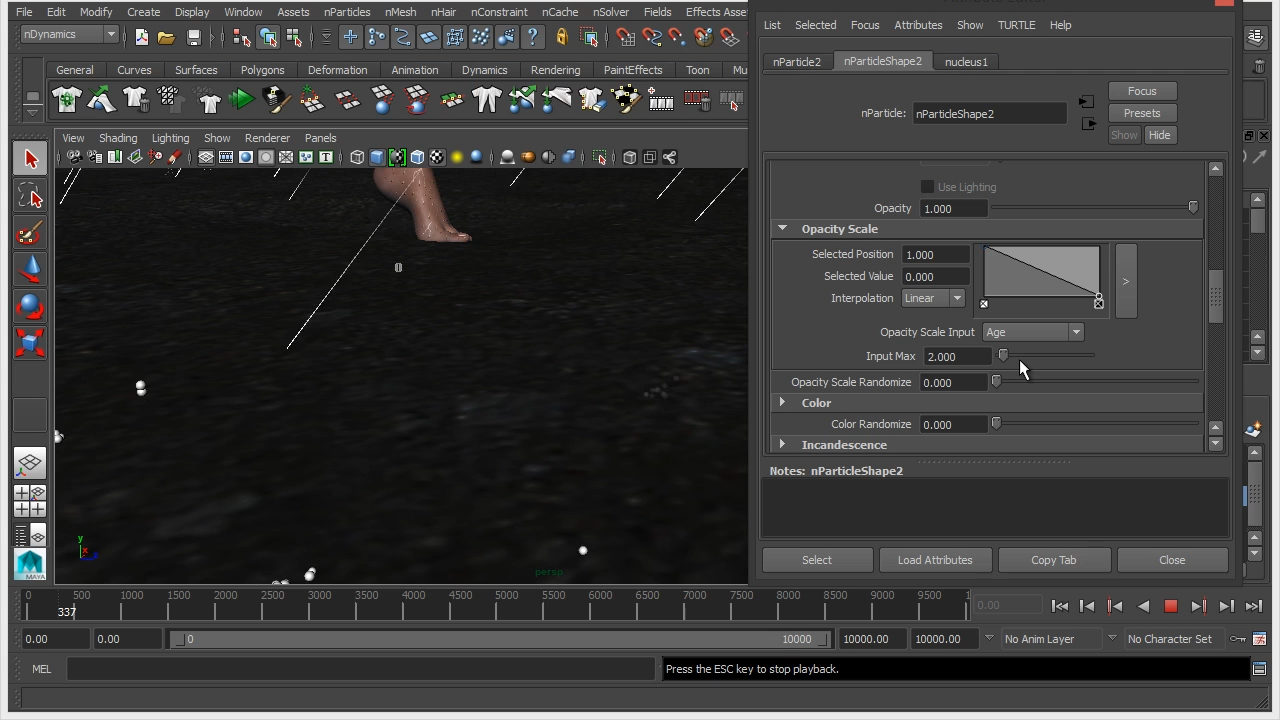 File Edit Modify Create Display Window Assets nParticles nMesh nHair nConstraint nCache nSolver Fields Effects Asse
nDynamics
General Curves Surfaces Polygons Deformation Animation Dynamics Rendering PaintEffects Toon Mu
View Shading Lighting Show Renderer Panels
List Selected Focus Attributes Show TURTLE Help
nParticle2 nParticleShape2 nucleus1
nParticle: nParticleShape2
Focus
Presets
Show Hide
Use Lighting
Opacity 1.000
Opacity Scale
Selected Position 1.000
Selected Value 0.000
Interpolation Linear
>
Opacity Scale Input Age
Input Max 2.000
Opacity Scale Randomize 0.000
Color
Color Randomize 0.000
Incandescence
Notes: nParticleShape2
Select Load Attributes Copy Tab Close
y
x
persp
MAYA
0 500 1000 1500 2000 2500 3000 3500 4000 4500 5000 5500 6000 6500 7000 7500 8000 8500 9000 9500 1
337
0.00
0.00 0.00 0 10000 10000.00 10000.00 No Anim Layer No Character Set
MEL
Press the ESC key to stop playback.